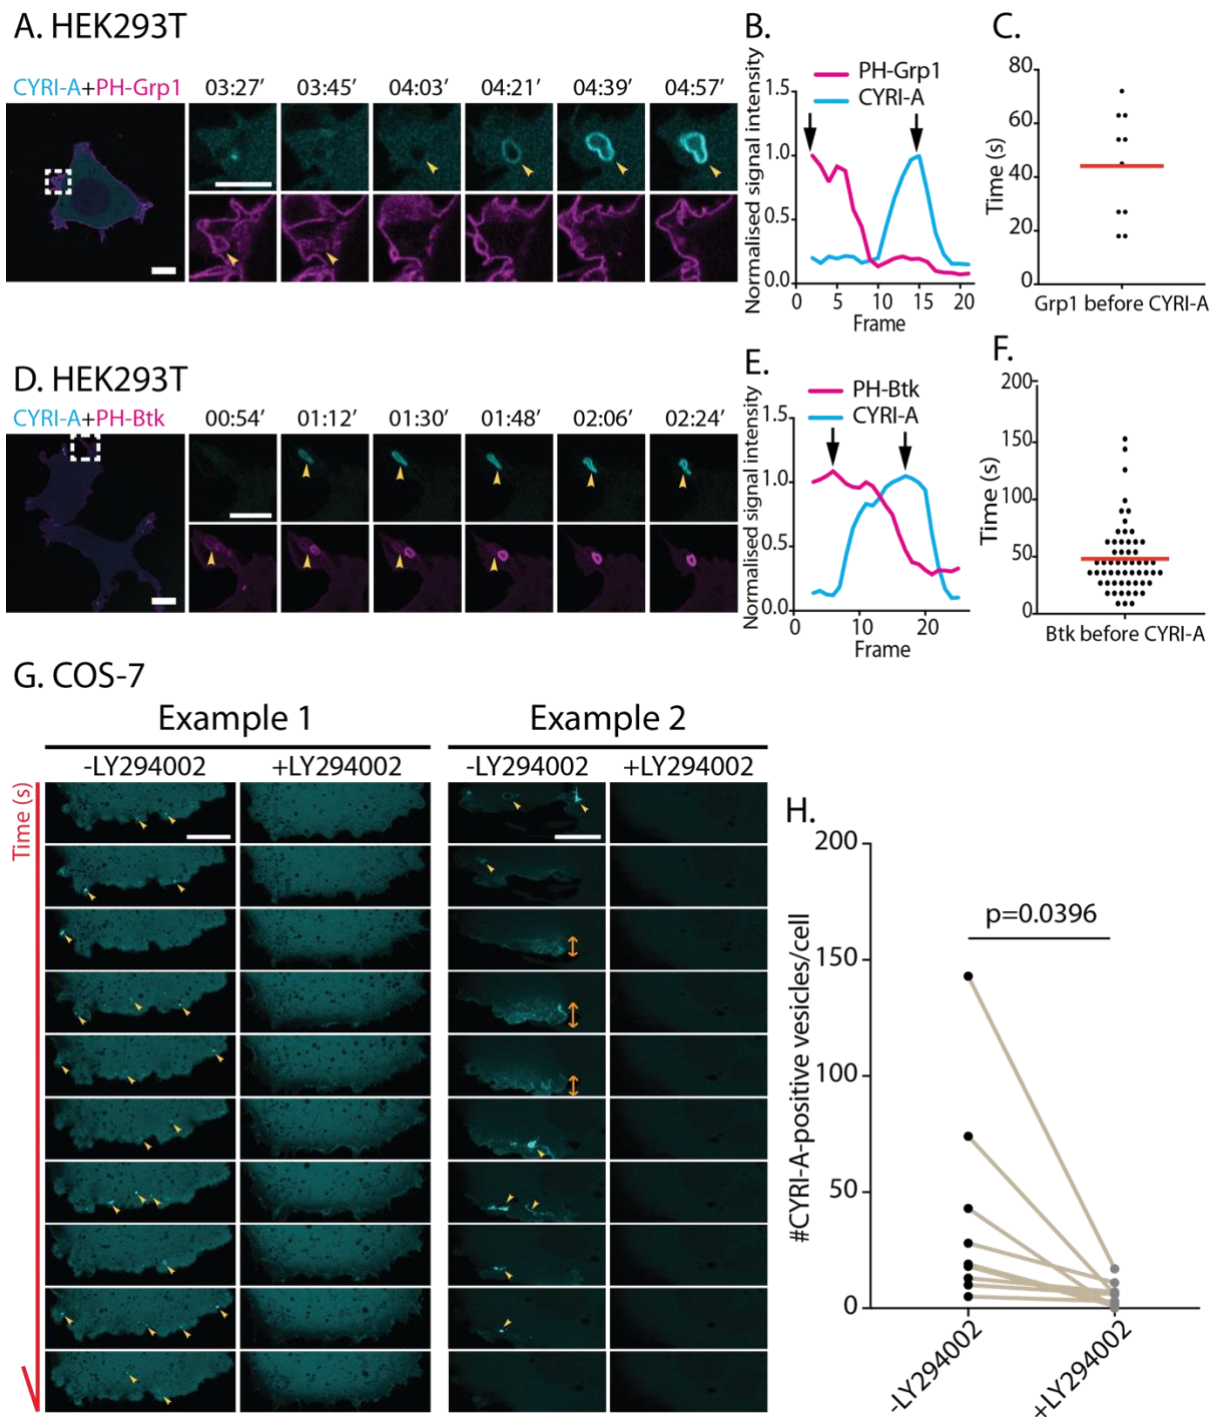 A. HEK293T
CYRI-A+PH-Grp1
03:27′ 03:45′ 04:03′ 04:21′ 04:39′ 04:57′
B.
PH-Grp1
CYRI-A
Normalised signal intensity
1.5
1.0
0.5
0.0
0 5 10 15 20
Frame
C.
Time (s)
80
60
40
20
0
Grp1 before CYRI-A
D. HEK293T
CYRI-A+PH-Btk
00:54′ 01:12′ 01:30′ 01:48′ 02:06′ 02:24′
E.
PH-Btk
CYRI-A
Normalised signal intensity
1.5
1.0
0.5
0.0
0 10 20
Frame
F.
Time (s)
200
150
100
50
0
Btk before CYRI-A
G. COS-7
Example 1 Example 2
-LY294002 +LY294002 -LY294002 +LY294002
Time (s)
H.
#CYRI-A-positive vesicles/cell
200
150
100
50
0
p=0.0396
-LY294002 +LY294002